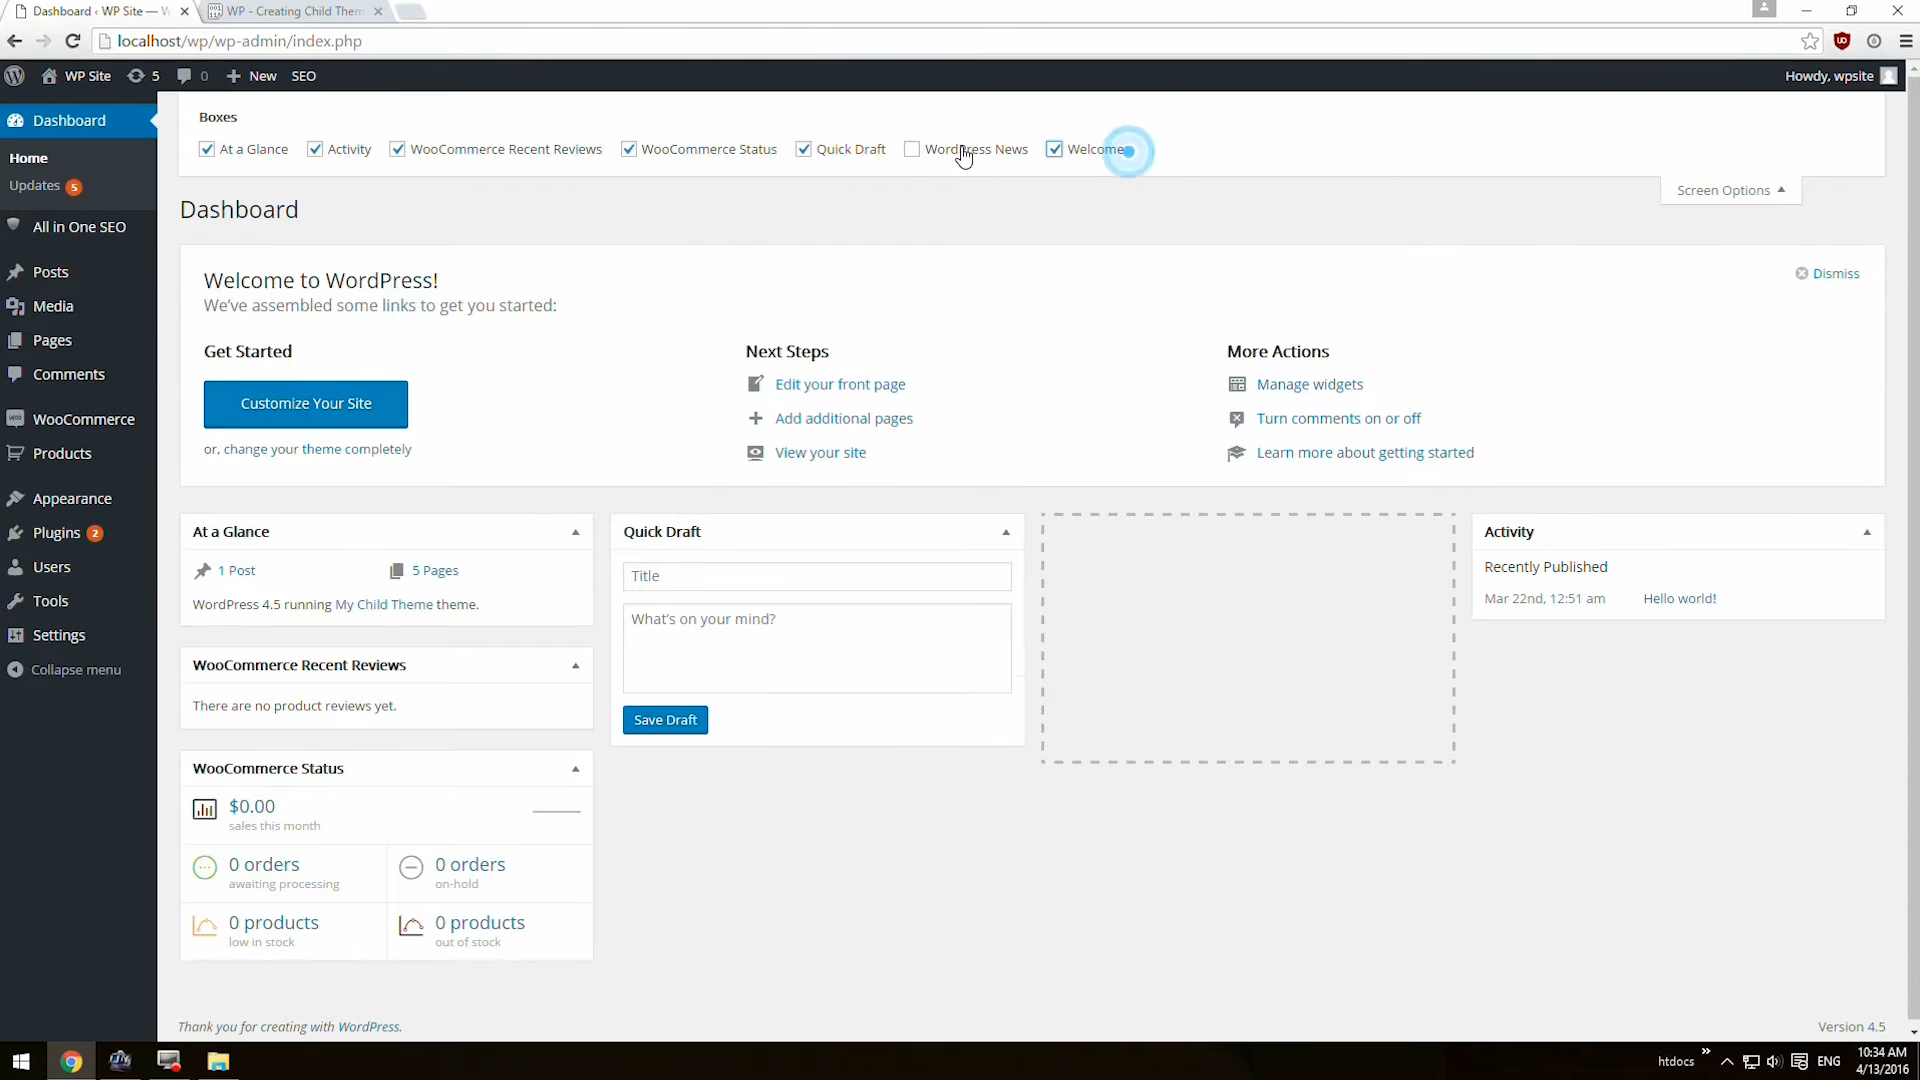 Dashboard ‹ WP Site — W
WP - Creating Child Them
localhost/wp/wp-admin/index.php
WP Site
5
0
New
SEO
Howdy, wpsite
Boxes
At a Glance
Activity
WooCommerce Recent Reviews
WooCommerce Status
Quick Draft
WordPress News
Welcome
Screen Options
Dashboard
Home
Updates 5
All in One SEO
Posts
Media
Pages
Comments
WooCommerce
Products
Appearance
Plugins 2
Users
Tools
Settings
Collapse menu
Dashboard
Welcome to WordPress!
We've assembled some links to get you started:
Dismiss
Get Started
Customize Your Site
or, change your theme completely
Next Steps
Edit your front page
Add additional pages
View your site
More Actions
Manage widgets
Turn comments on or off
Learn more about getting started
At a Glance
1 Post
5 Pages
WordPress 4.5 running My Child Theme theme.
WooCommerce Recent Reviews
There are no product reviews yet.
WooCommerce Status
$0.00
sales this month
0 orders
awaiting processing
0 orders
on-hold
0 products
low in stock
0 products
out of stock
Quick Draft
Title
What's on your mind?
Save Draft
Activity
Recently Published
Mar 22nd, 12:51 am
Hello world!
Thank you for creating with WordPress.
Version 4.5
htdocs
ENG
10:34 AM
4/13/2016